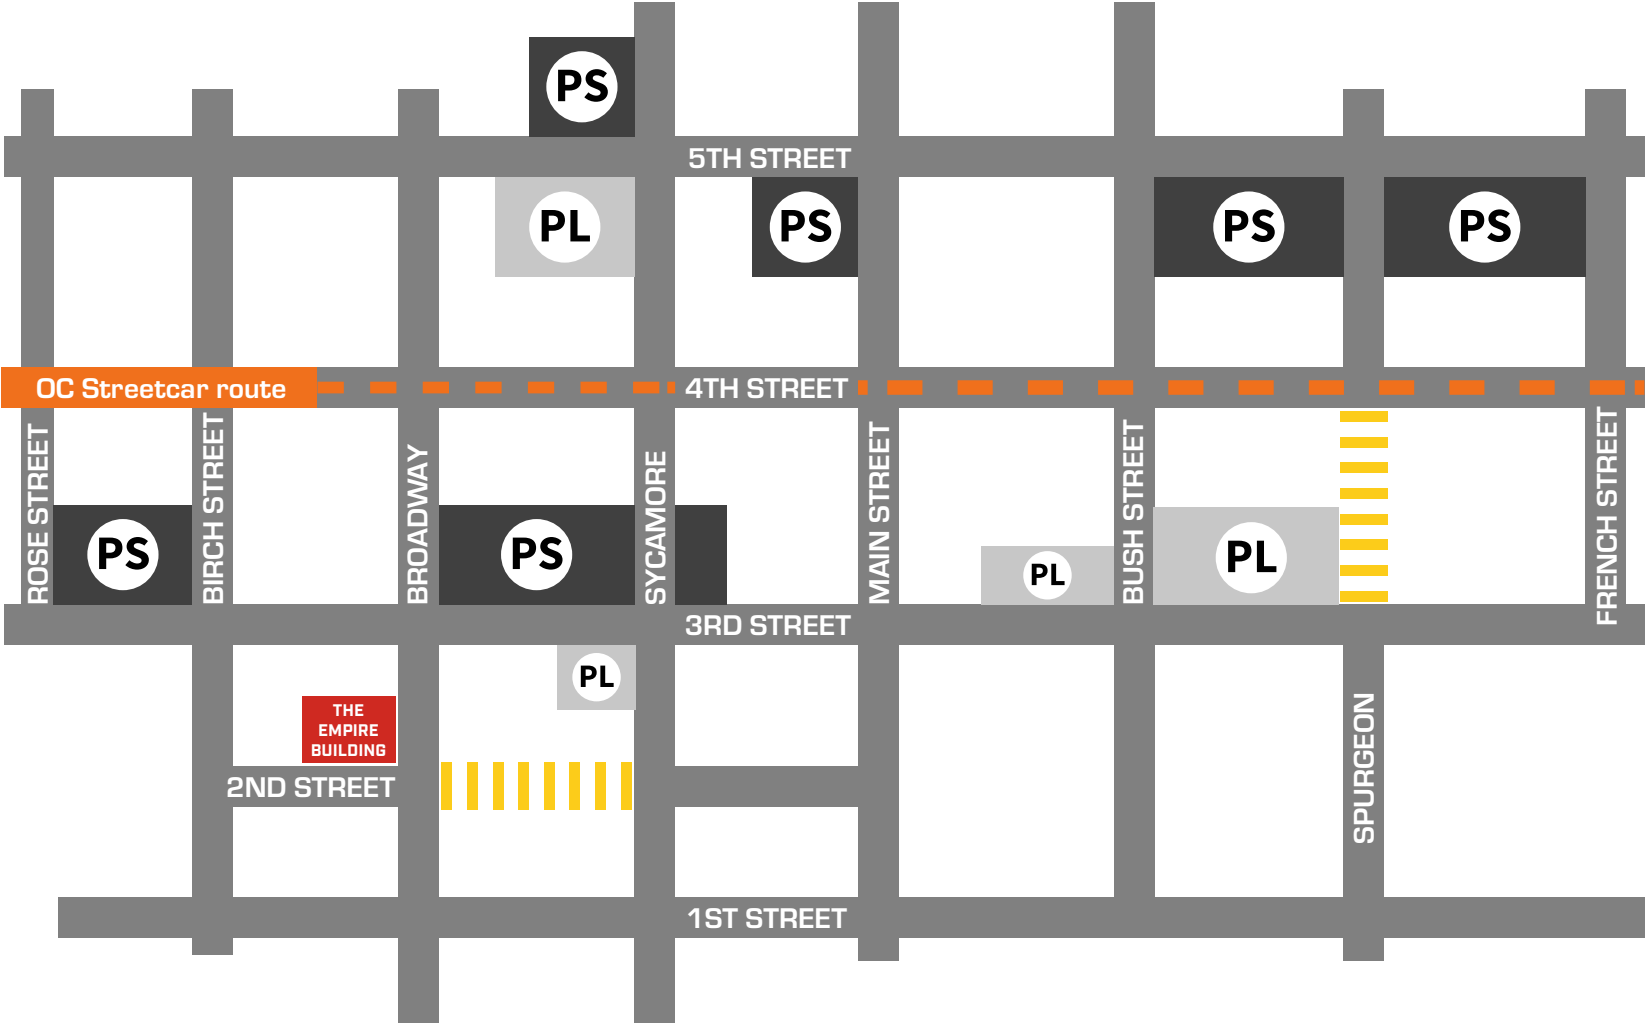 PS
5TH STREET
PL
PS
PS
PS
OC Streetcar route
4TH STREET
ROSE STREET
BIRCH STREET
BROADWAY
SYCAMORE
MAIN STREET
BUSH STREET
FRENCH STREET
PS
PS
PL
PL
3RD STREET
PL
THE
EMPIRE
BUILDING
2ND STREET
SPURGEON
1ST STREET